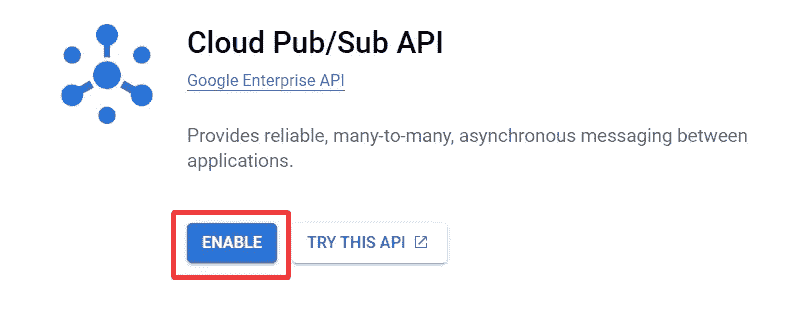 Cloud Pub/Sub API
Google Enterprise API
Provides reliable, many-to-many, asynchronous messaging between
applications.
ENABLE
TRY THIS API